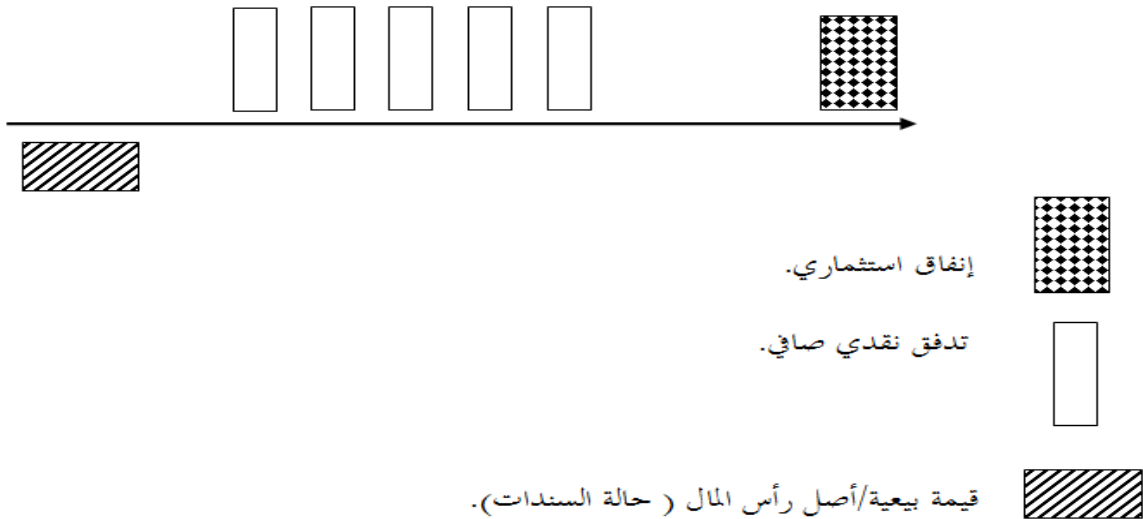 إنفاق استثماري.
تدفق نقدي صافي.
قيمة بيعية/أصل رأس المال ( حالة السندات).